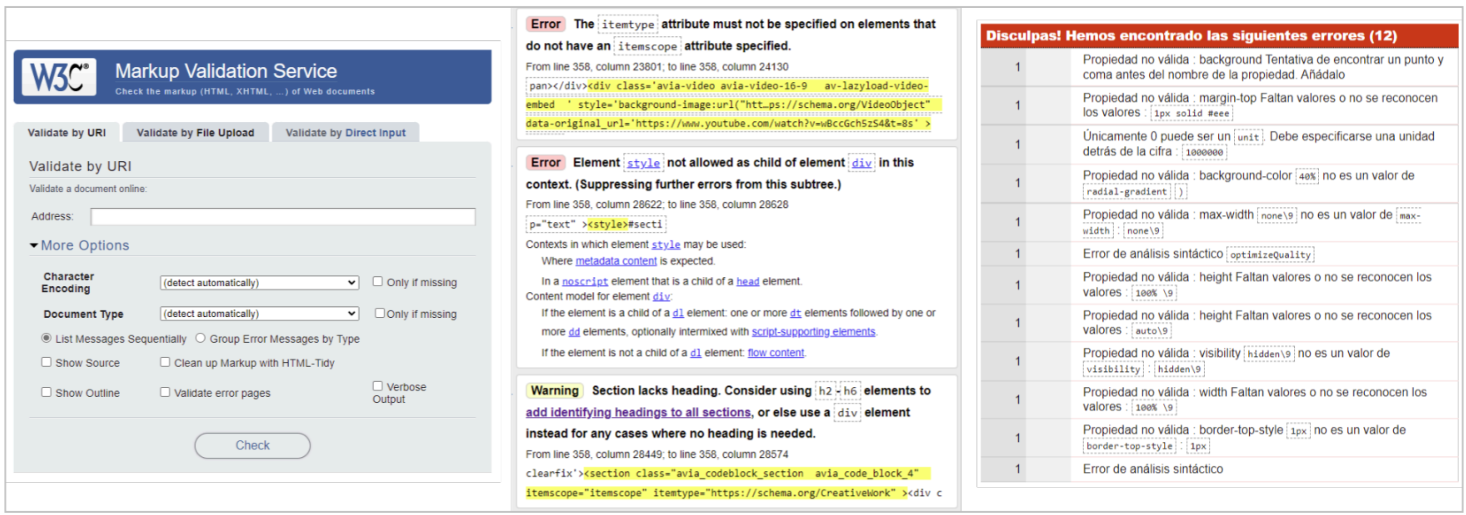 W3C®
Markup Validation Service
Check the markup (HTML, XHTML, ...) of Web documents
Validate by URI
Validate by File Upload
Validate by Direct Input
Validate by URI
Validate a document online:
Address:
More Options
Character Encoding
(detect automatically)
Only if missing
Document Type
(detect automatically)
Only if missing
List Messages Sequentially
Group Error Messages by Type
Show Source
Clean up Markup with HTML-Tidy
Show Outline
Validate error pages
Verbose Output
Check
Error The itemtype attribute must not be specified on elements that
do not have an itemscope attribute specified.
From line 358, column 23801; to line 358, column 24130
pan></div><div class='avia-video avia-video-16-9   av-lazyload-video-
embed  ' style='background-image:url("htt…ps://schema.org/VideoObject"
data-original_url='https://www.youtube.com/watch?v=wBccGch5zS4&t=8s' >
Error Element style not allowed as child of element div in this
context. (Suppressing further errors from this subtree.)
From line 358, column 28622; to line 358, column 28628
p="text" ><style>#secti
Contexts in which element style may be used:
Where metadata content is expected.
In a noscript element that is a child of a head element.
Content model for element div:
If the element is a child of a dl element: one or more dt elements followed by one or
more dd elements, optionally intermixed with script-supporting elements.
If the element is not a child of a dl element: flow content.
Warning Section lacks heading. Consider using h2-h6 elements to
add identifying headings to all sections, or else use a div element
instead for any cases where no heading is needed.
From line 358, column 28449; to line 358, column 28574
clearfix'><section class="avia_codeblock_section  avia_code_block_4"
itemscope="itemscope" itemtype="https://schema.org/CreativeWork" ><div c
Disculpas! Hemos encontrado las siguientes errores (12)
1 Propiedad no válida : background Tentativa de encontrar un punto y
coma antes del nombre de la propiedad. Añádalo
1 Propiedad no válida : margin-top Faltan valores o no se reconocen
los valores : 1px solid #eee
1 Únicamente 0 puede ser un unit. Debe especificarse una unidad
detrás de la cifra : 1000000
1 Propiedad no válida : background-color 40% no es un valor de
radial-gradient )
1 Propiedad no válida : max-width none\9 no es un valor de max-
width : none\9
1 Error de análisis sintáctico optimizeQuality
1 Propiedad no válida : height Faltan valores o no se reconocen los
valores : 100% \9
1 Propiedad no válida : height Faltan valores o no se reconocen los
valores : auto\9
1 Propiedad no válida : visibility hidden\9 no es un valor de
visibility : hidden\9
1 Propiedad no válida : width Faltan valores o no se reconocen los
valores : 100% \9
1 Propiedad no válida : border-top-style 1px no es un valor de
border-top-style : 1px
1 Error de análisis sintáctico